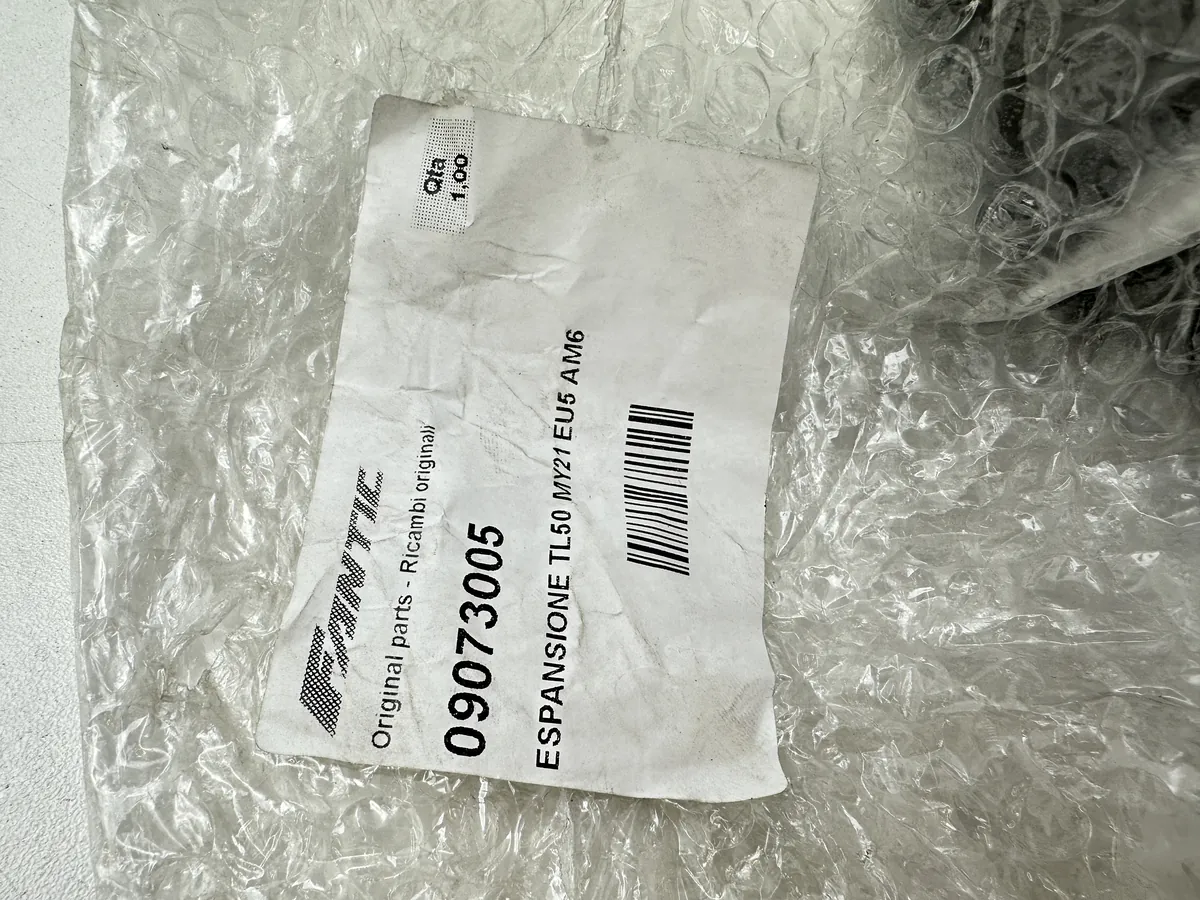 FANTIC
Original parts - Ricambi originali
Qta
1,00
09073005
ESPANSIONE TL50 MY21 EU5 AM6